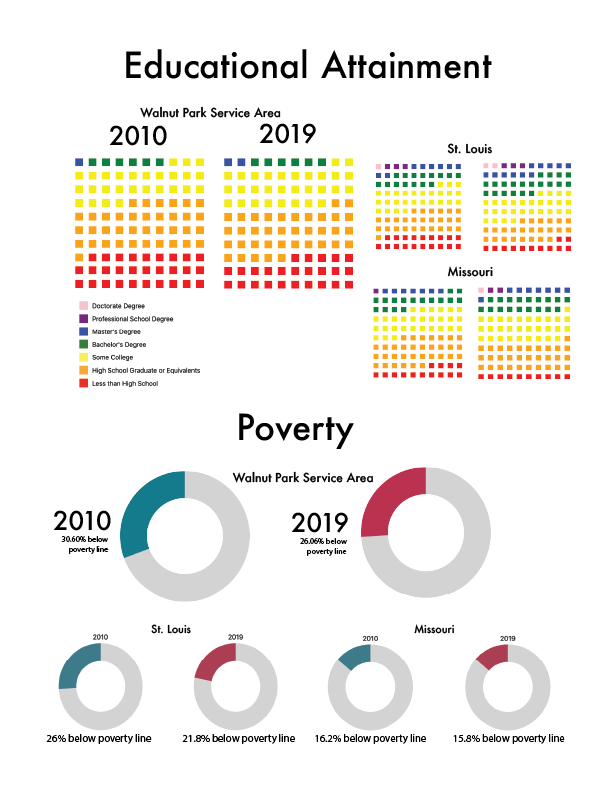 Educational Attainment
Walnut Park Service Area
2010
2019
St. Louis
Missouri
Doctorate Degree
Professional School Degree
Master's Degree
Bachelor's Degree
Some College
High School Graduate or Equivalents
Less than High School
Poverty
Walnut Park Service Area
2010
30.60% below
poverty line
2019
26.06% below
poverty line
St. Louis
2010
2019
26% below poverty line
21.8% below poverty line
Missouri
2010
2019
16.2% below poverty line
15.8% below poverty line